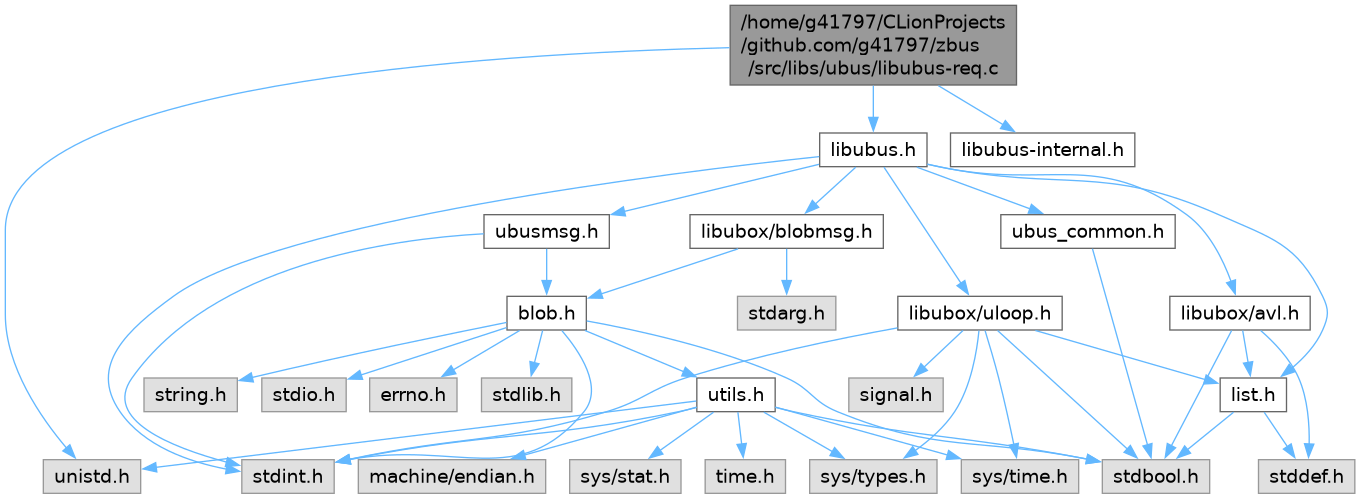 /home/g41797/CLionProjects
/github.com/g41797/zbus
/src/libs/ubus/libubus-req.c
libubus.h
libubus-internal.h
ubusmsg.h
libubox/blobmsg.h
ubus_common.h
blob.h
stdarg.h
libubox/uloop.h
libubox/avl.h
string.h
stdio.h
errno.h
stdlib.h
utils.h
signal.h
list.h
unistd.h
stdint.h
machine/endian.h
sys/stat.h
time.h
sys/types.h
sys/time.h
stdbool.h
stddef.h